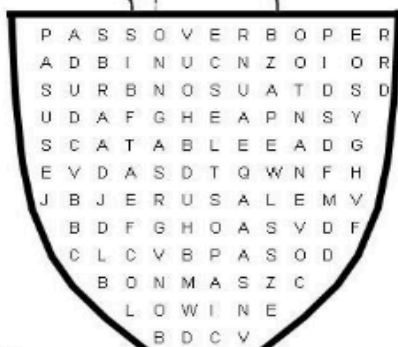 P A S S O V E R B O P E R
A D B I N U C N Z O I O R
S U R B N O S U A T D S D
U D A F G H E A P N S Y
S C A T A B L E E A D G
E V D A S D T Q W N F H
J B J E R U S A L E M V
B D F G H O A S V D F
C L C V B P A S O D
B O N M A S Z C
L O W I N E
B D C V